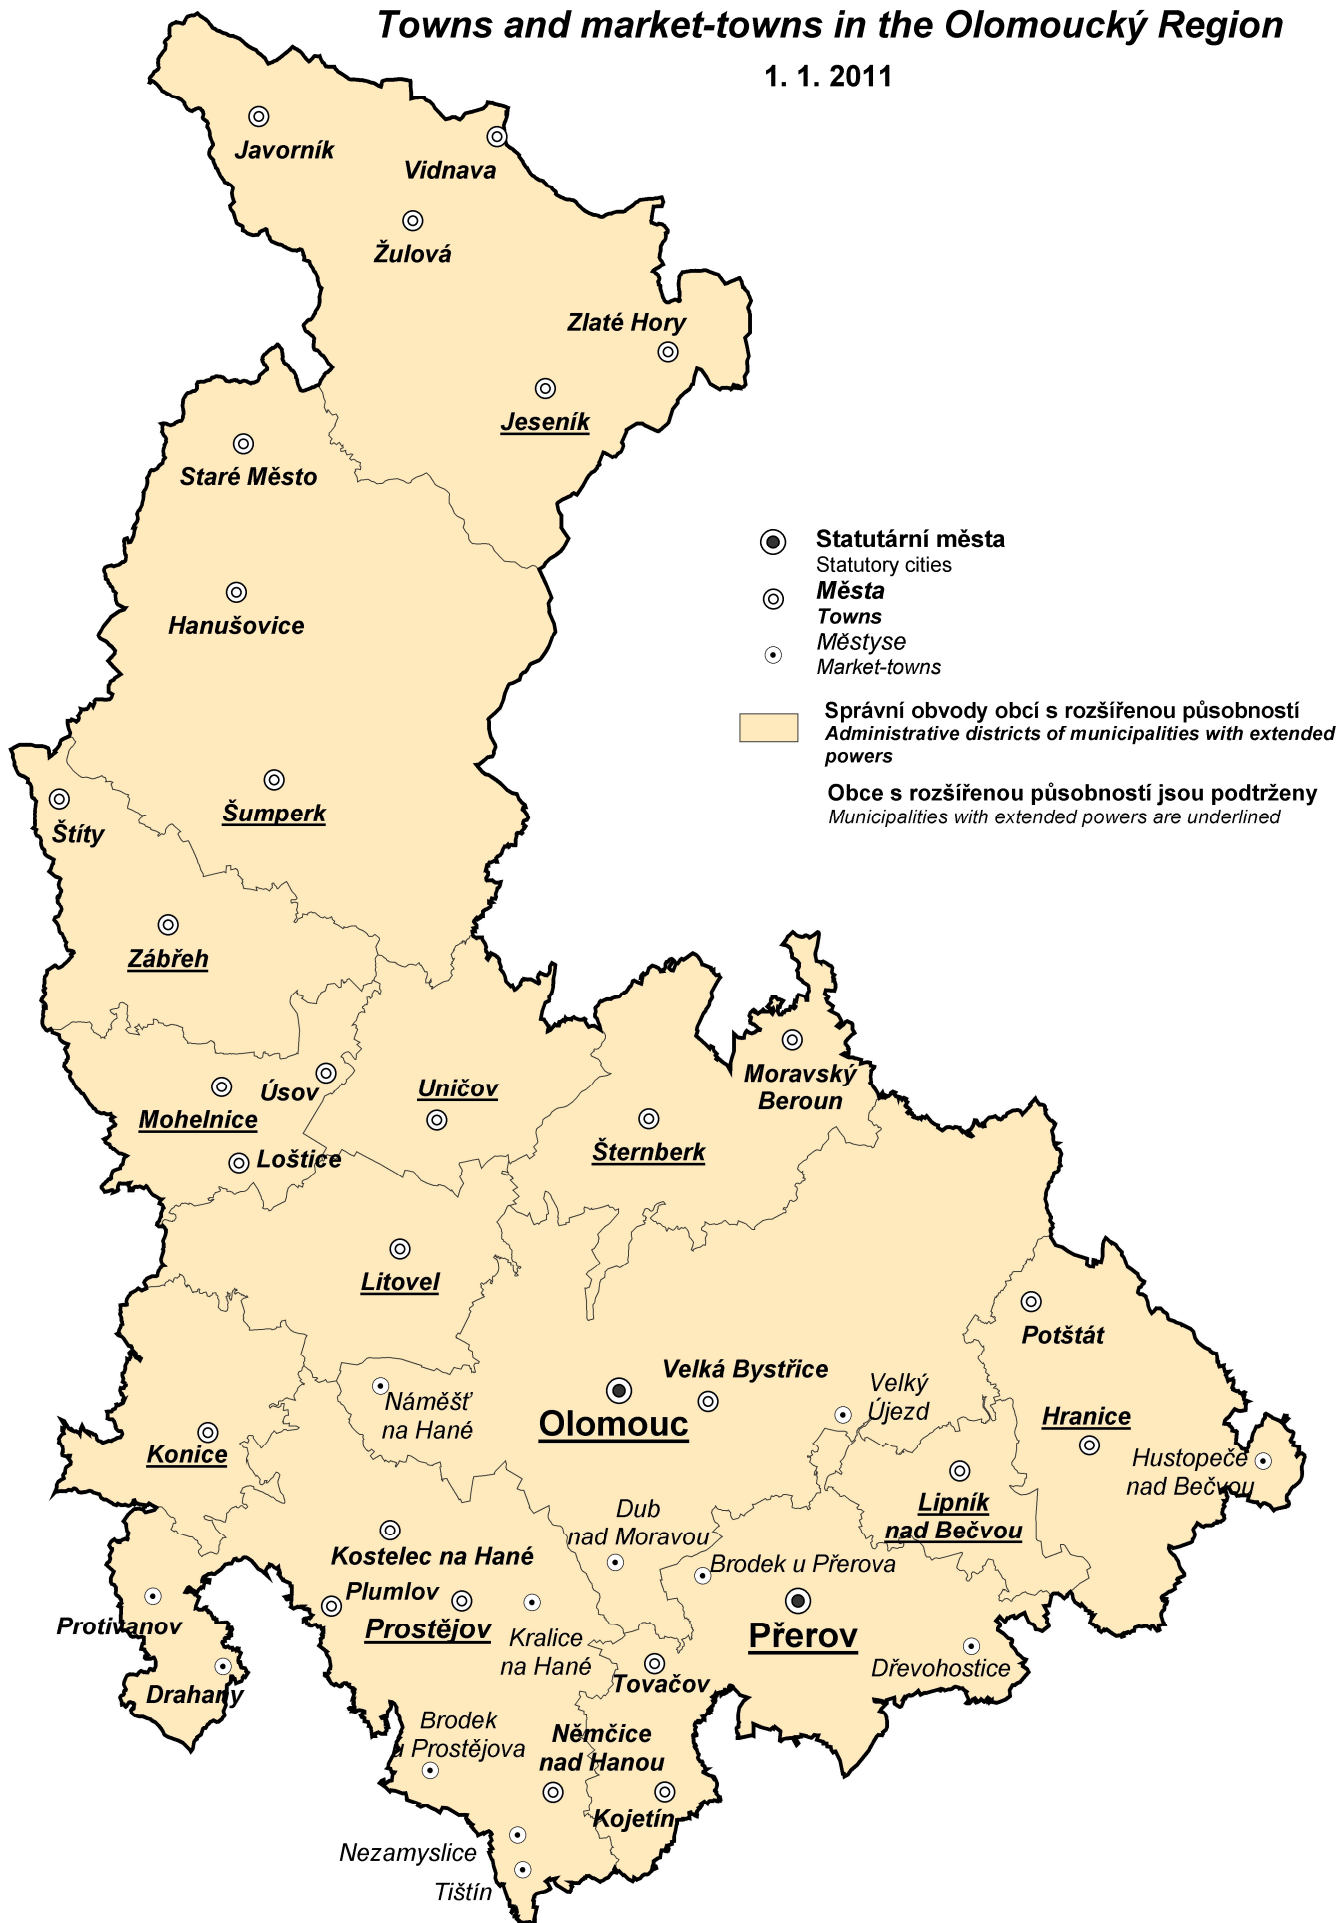 Towns and market-towns in the Olomoucký Region
1. 1. 2011
Javorník
Vidnava
Žulová
Zlaté Hory
Jeseník
Staré Město
Hanušovice
Statutární města
Statutory cities
Města
Towns
Městyse
Market-towns
Správní obvody obcí s rozšířenou působností
Administrative districts of municipalities with extended
powers
Obce s rozšířenou působností jsou podtrženy
Municipalities with extended powers are underlined
Šumperk
Štíty
Zábřeh
Moravský
Beroun
Úsov
Uničov
Mohelnice
Šternberk
Loštice
Litovel
Potštát
Velká Bystřice
Velký
Újezd
Náměšť
na Hané
Olomouc
Hranice
Konice
Hustopeče
nad Bečvou
Lipník
nad Bečvou
Dub
nad Moravou
Kostelec na Hané
Brodek u Přerova
Plumlov
Protivanov
Prostějov
Kralice
na Hané
Přerov
Dřevohostice
Tovačov
Drahany
Brodek
u Prostějova
Němčice
nad Hanou
Kojetín
Nezamyslice
Tištín